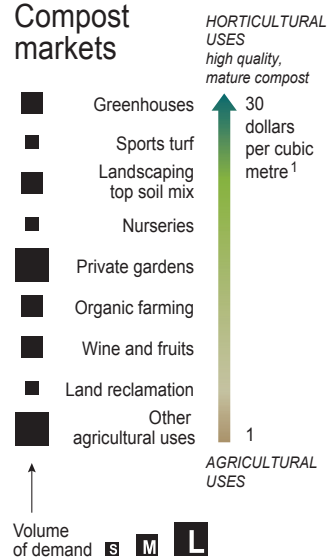 Compost
markets
HORTICULTURAL
USES
high quality,
mature compost
30
dollars
per cubic
metre 1
Greenhouses
Sports turf
Landscaping
top soil mix
Nurseries
Private gardens
Organic farming
Wine and fruits
Land reclamation
Other
agricultural uses
1
AGRICULTURAL
USES
Volume
of demand S M L